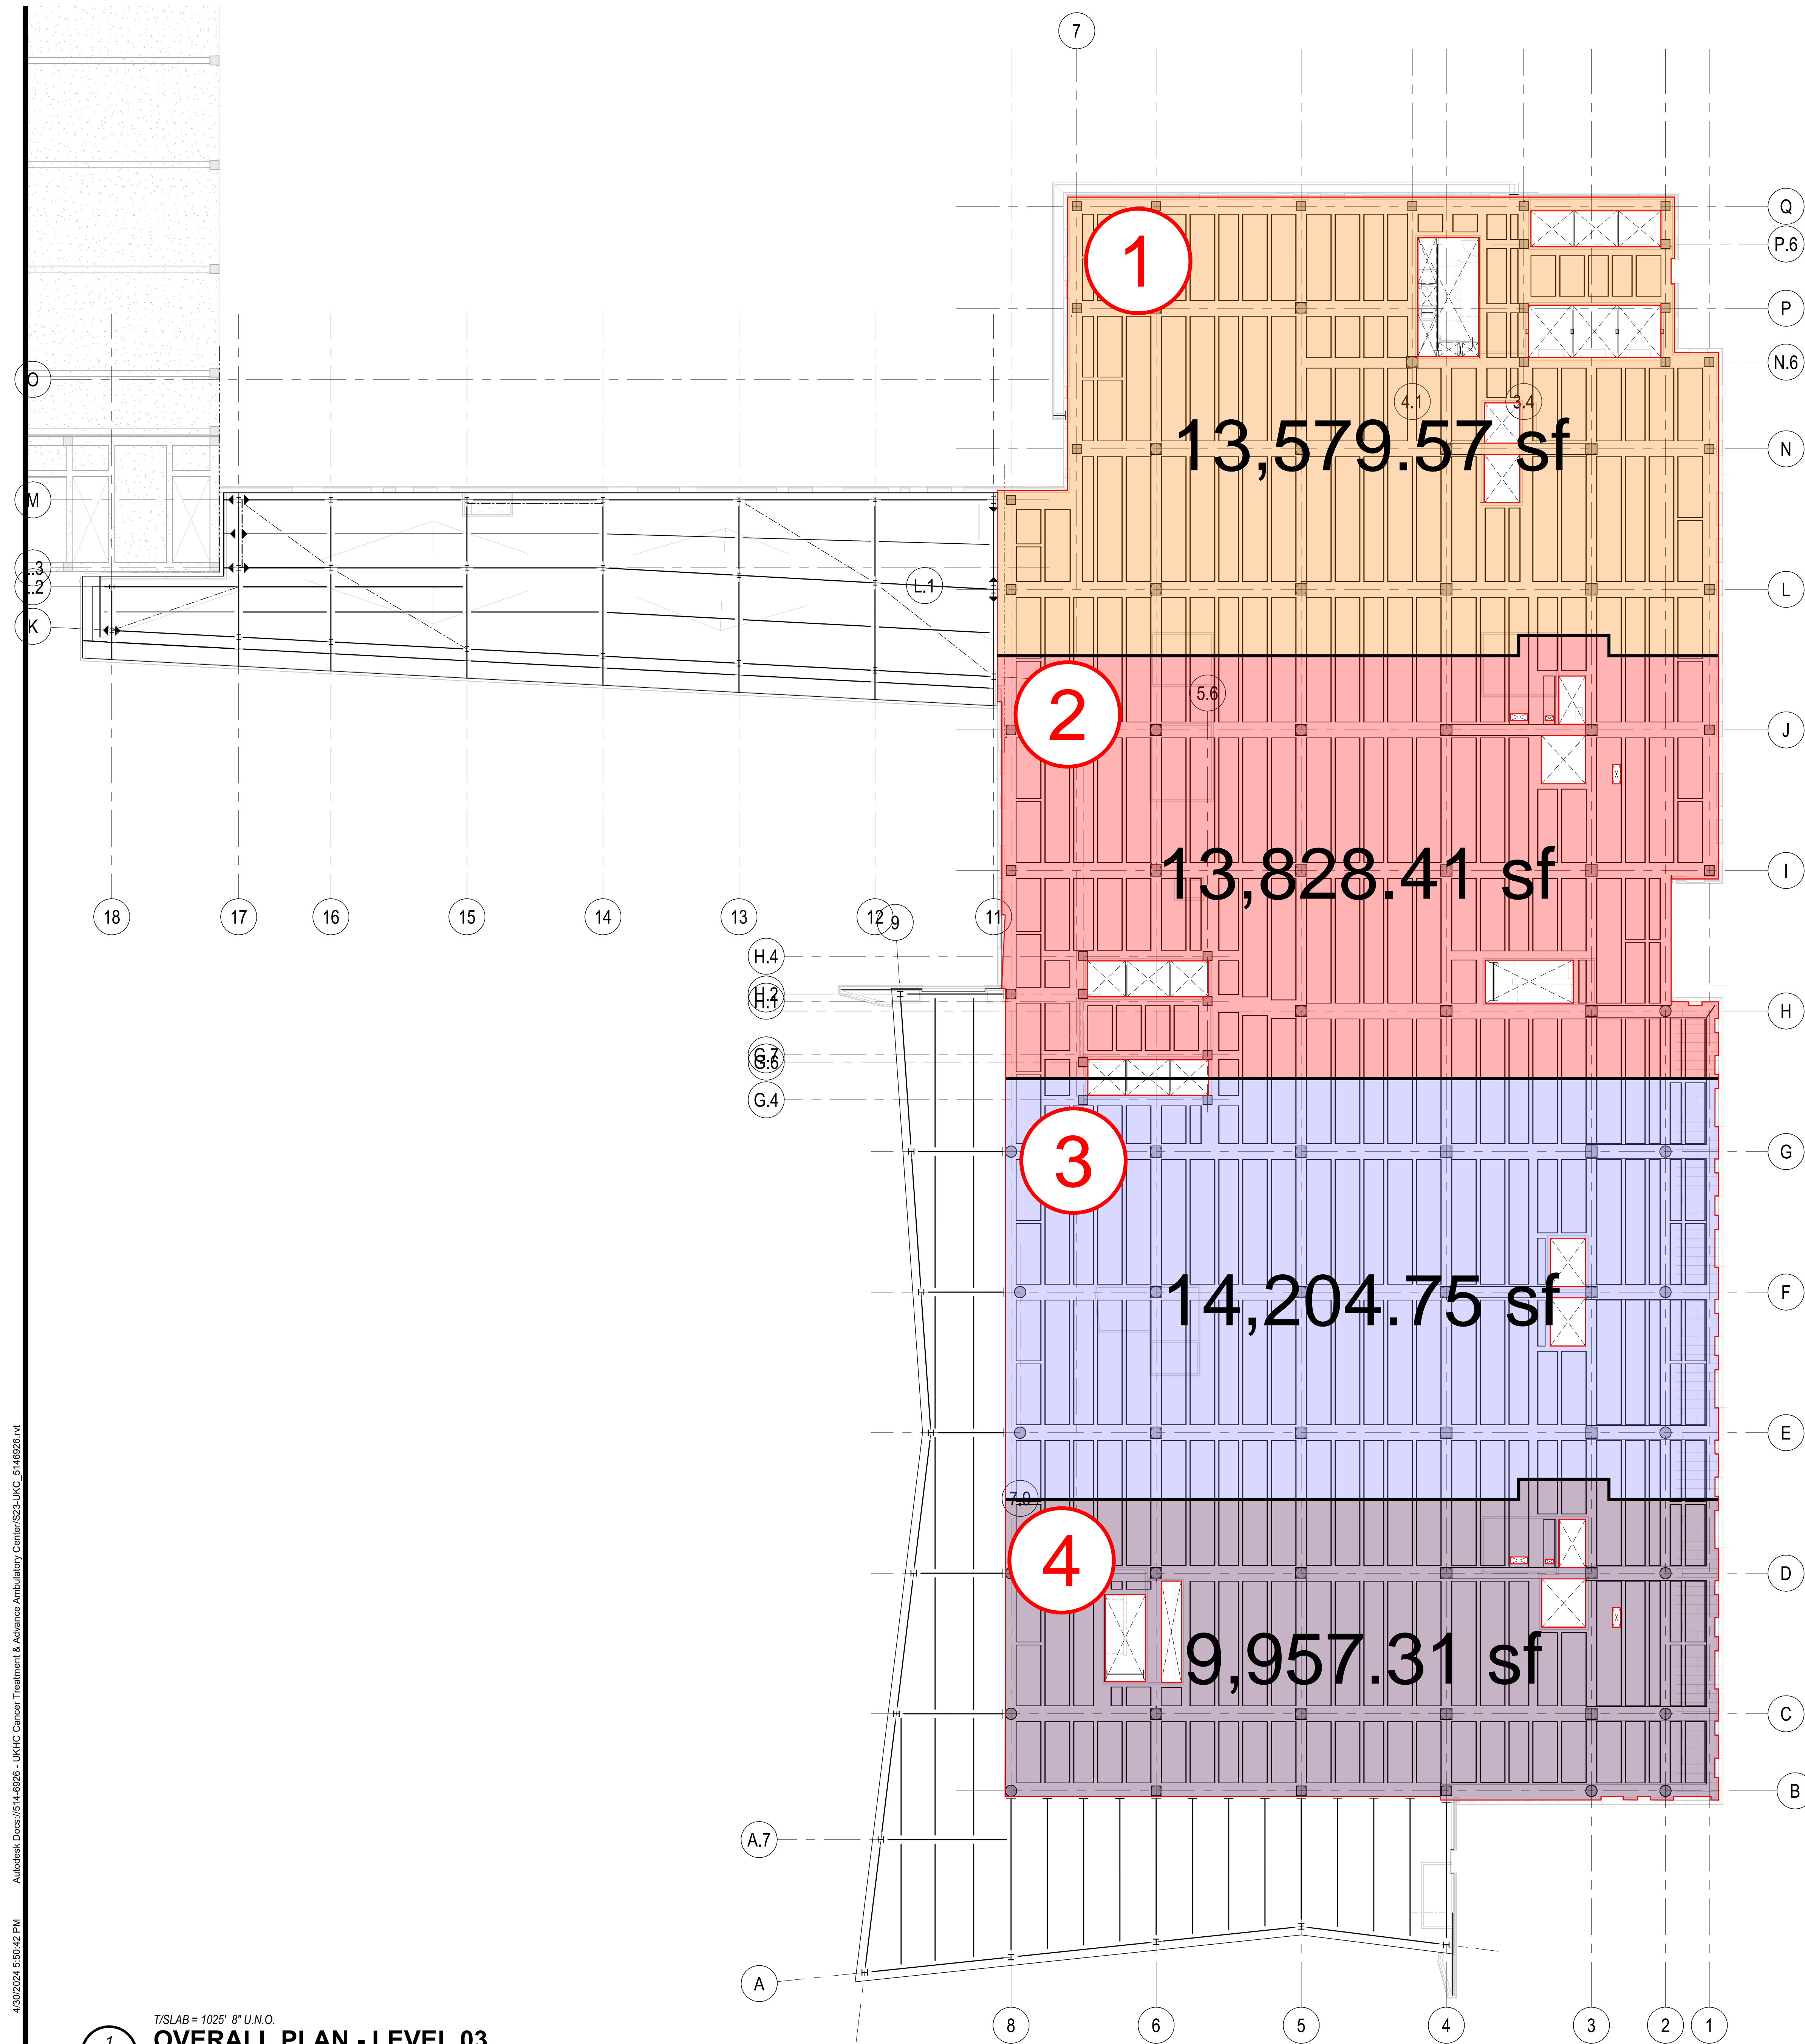 7
Q
1
P.6
P
N.6
O
4.1
3.4
13,579.57 sf
N
M
L.1
L
K
2
5.6
J
13,828.41 sf
I
18
17
16
15
14
13
12
9
11
H.4
H.2
H.1
H
G.7
G.6
G.4
3
G
14,204.75 sf
F
E
7.9
4
D
9,957.31 sf
C
B
A.7
A
8
6
5
4
3
2
1
4/30/2024 5:50:42 PM
Autodesk Docs://514-6926 - UKHC Cancer Treatment & Advance Ambulatory Center/S23-UKC_5146926.rvt
1
T/SLAB = 1025' 8" U.N.O.
OVERALL PLAN - LEVEL 03